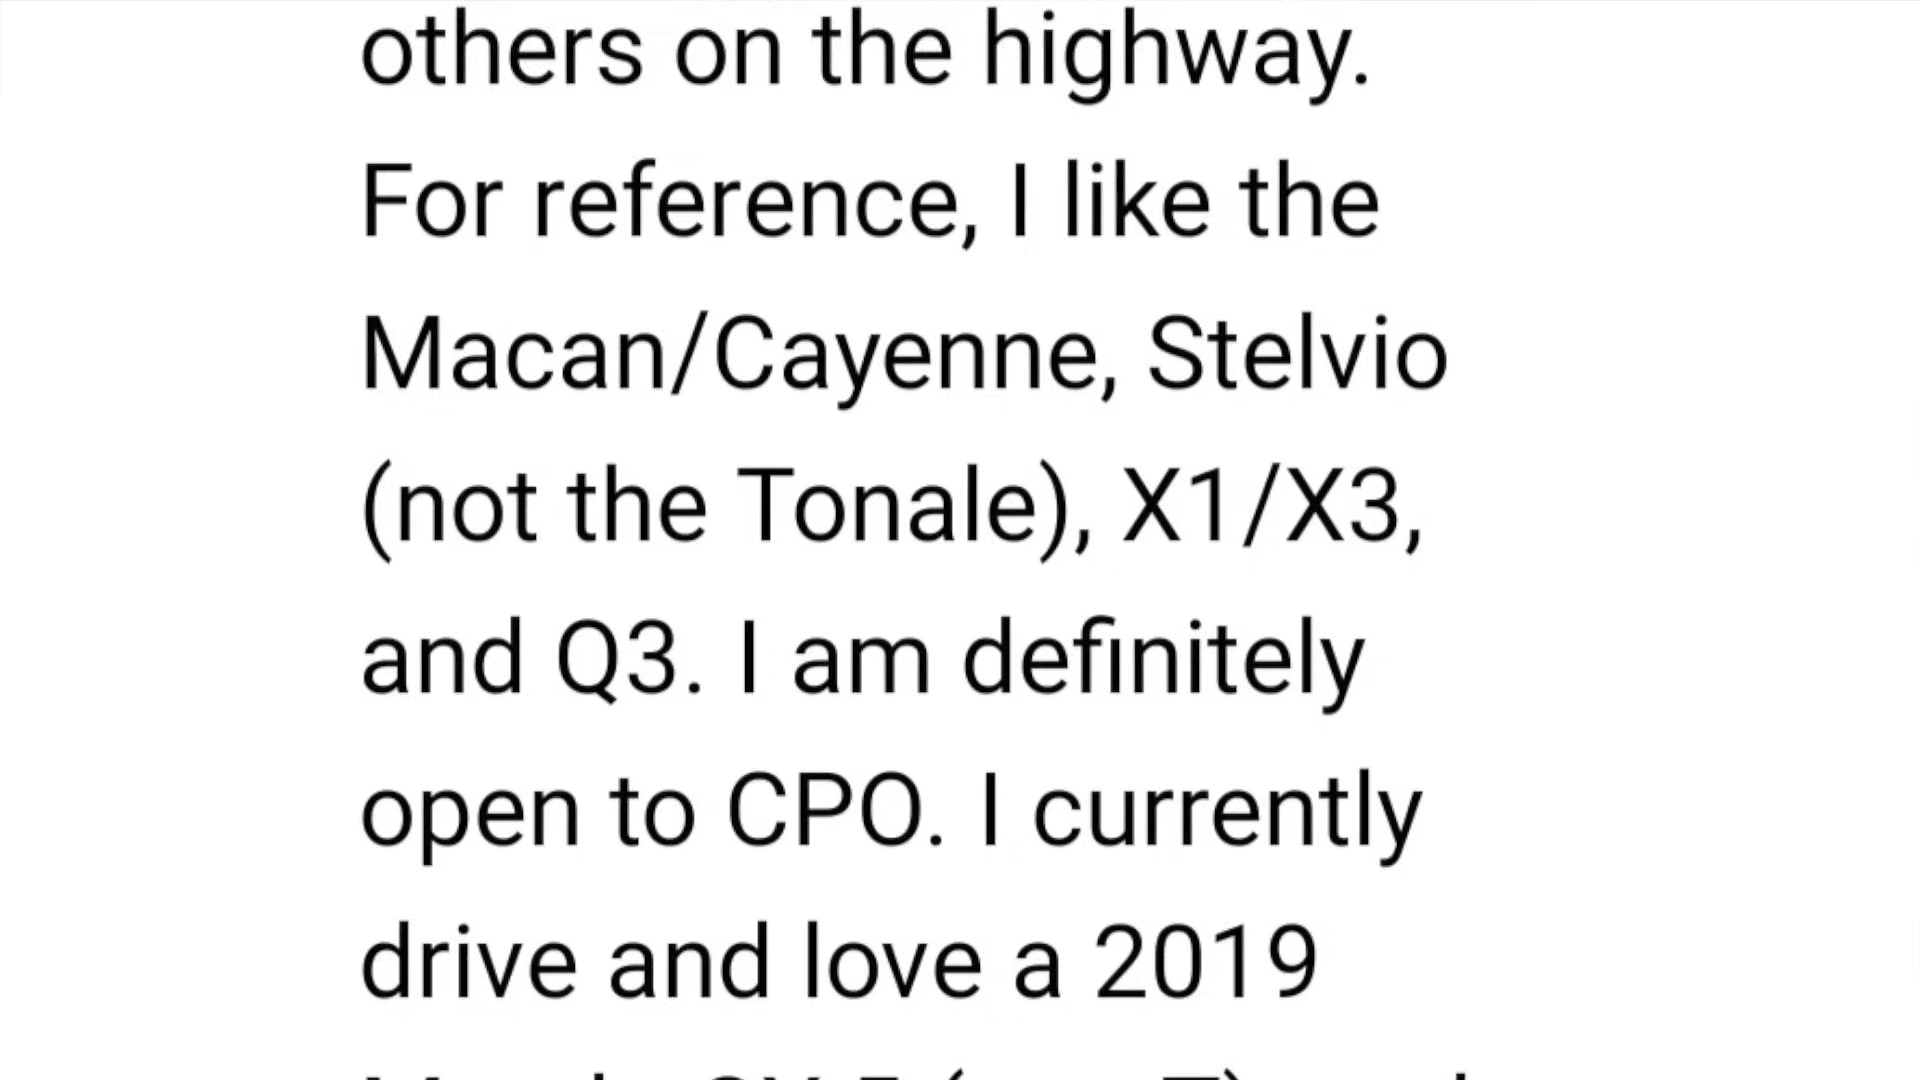 others on the highway.
For reference, I like the
Macan/Cayenne, Stelvio
(not the Tonale), X1/X3,
and Q3. I am definitely
open to CPO. I currently
drive and love a 2019